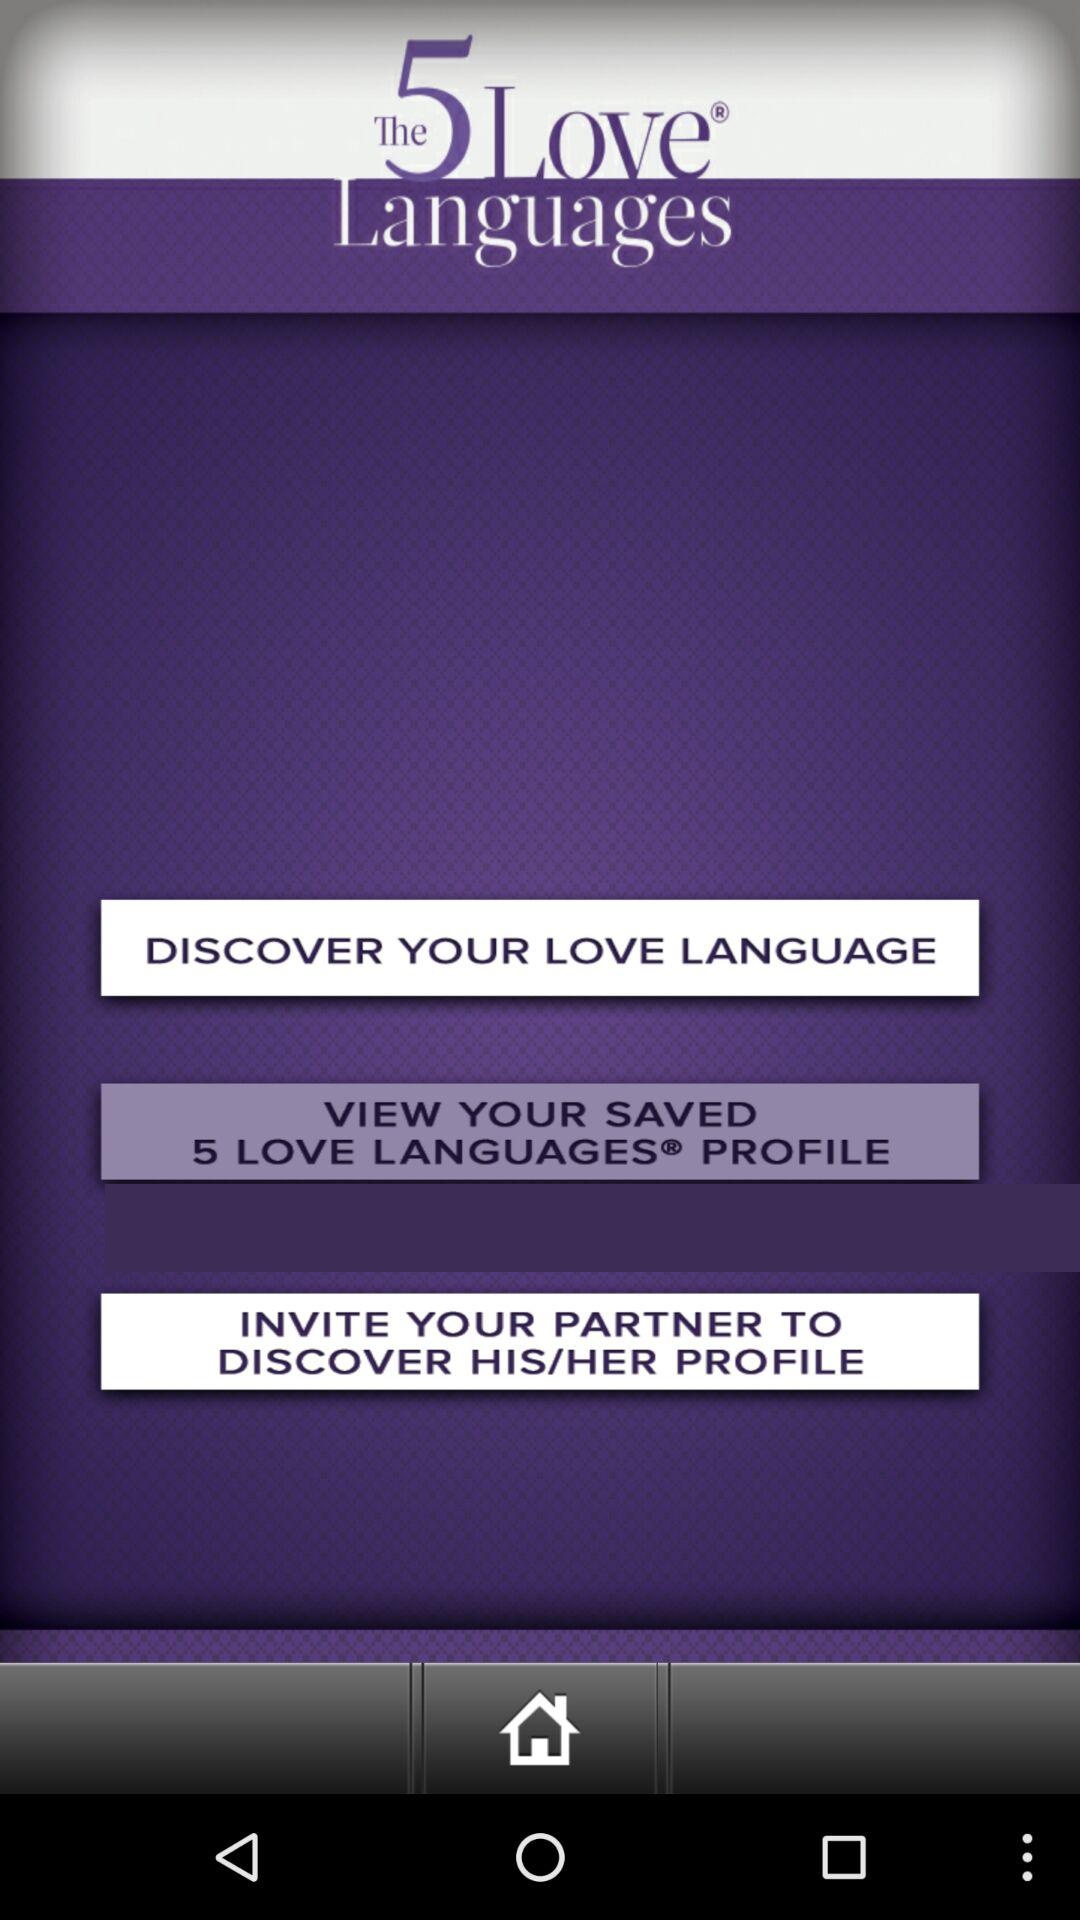 The 5 Love®
Languages
DISCOVER YOUR LOVE LANGUAGE
VIEW YOUR SAVED
5 LOVE LANGUAGES® PROFILE
INVITE YOUR PARTNER TO
DISCOVER HIS/HER PROFILE